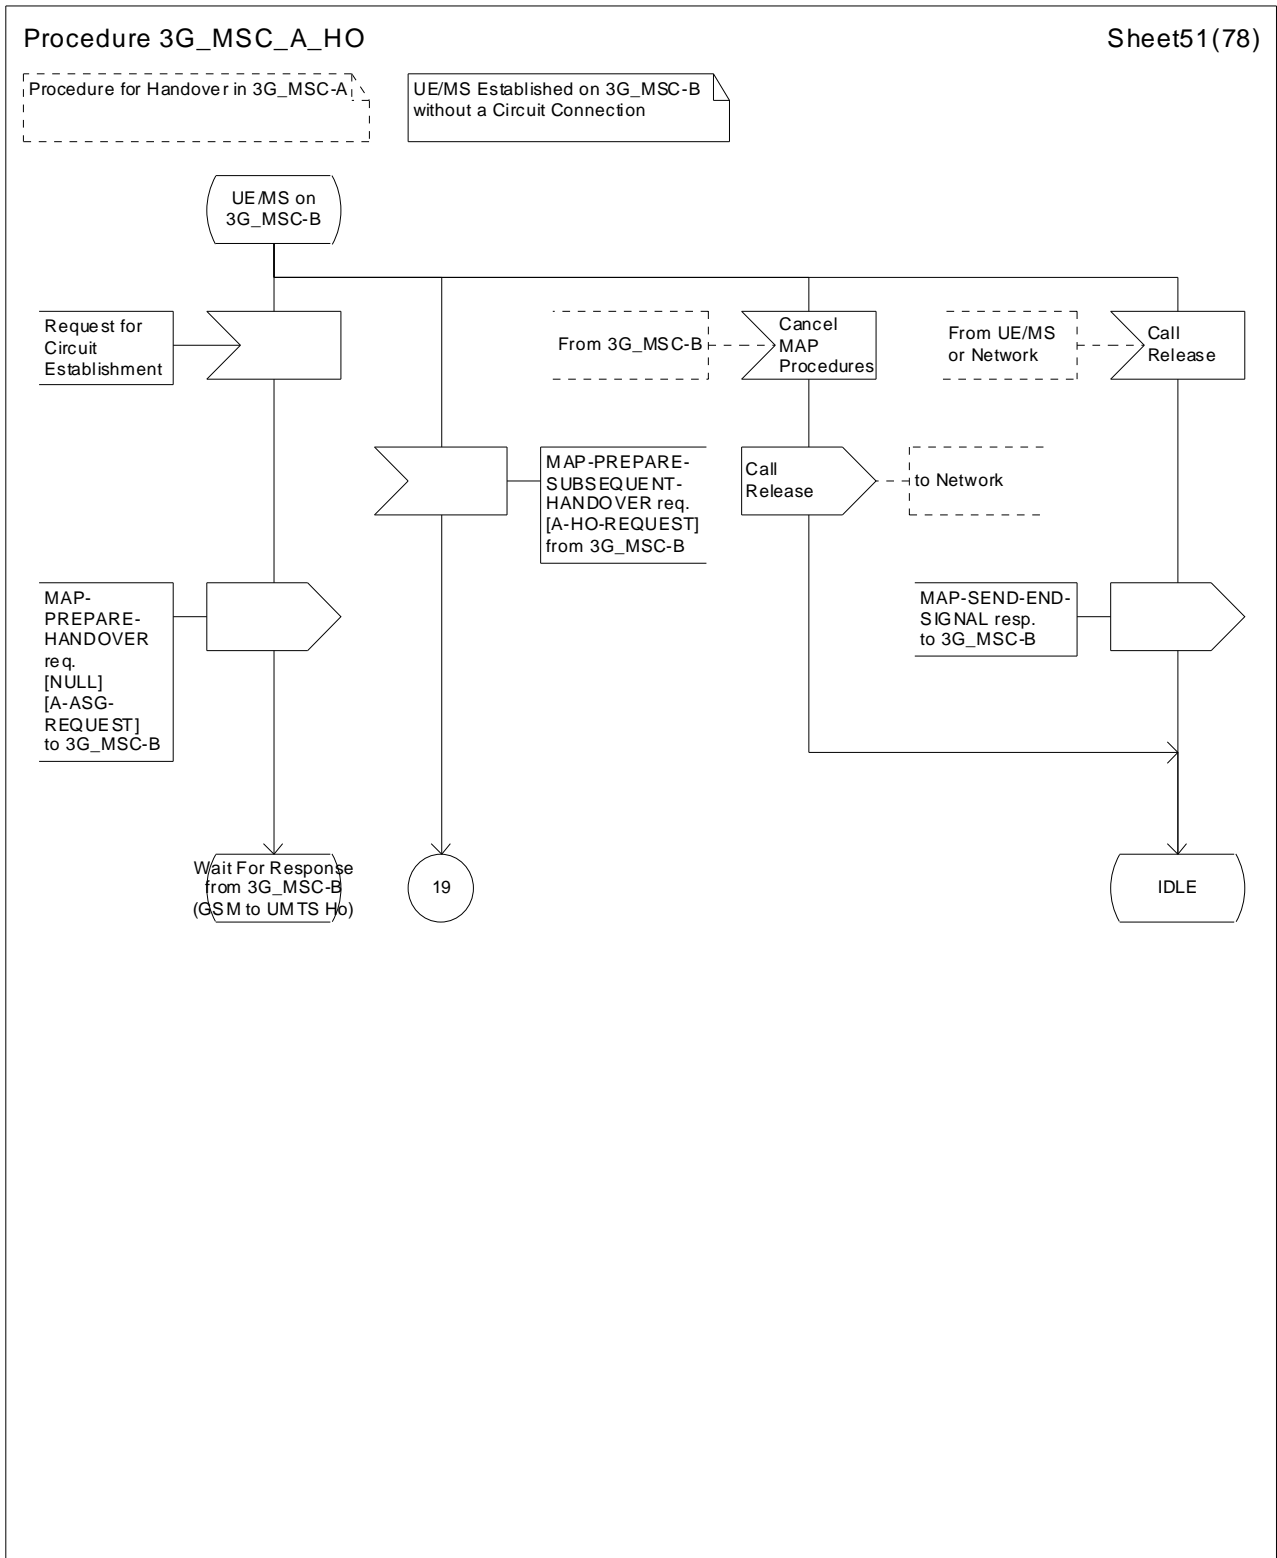 Procedure 3G_MSC_A_HO
Sheet51(78)
Procedure for Handover in 3G_MSC-A
UE/MS Established on 3G_MSC-B
without a Circuit Connection
UE/MS on
3G_MSC-B
Request for
Circuit
Establishment
From 3G_MSC-B
Cancel
MAP
Procedures
From UE/MS
or Network
Call
Release
MAP-PREPARE-
SUBSEQUENT-
HANDOVER req.
[A-HO-REQUEST]
from 3G_MSC-B
Call
Release
to Network
MAP-
PREPARE-
HANDOVER
req.
[NULL]
[A-ASG-
REQUEST]
to 3G_MSC-B
MAP-SEND-END-
SIGNAL resp.
to 3G_MSC-B
Wait For Response
from 3G_MSC-B
(GSM to UMTS Ho)
19
IDLE